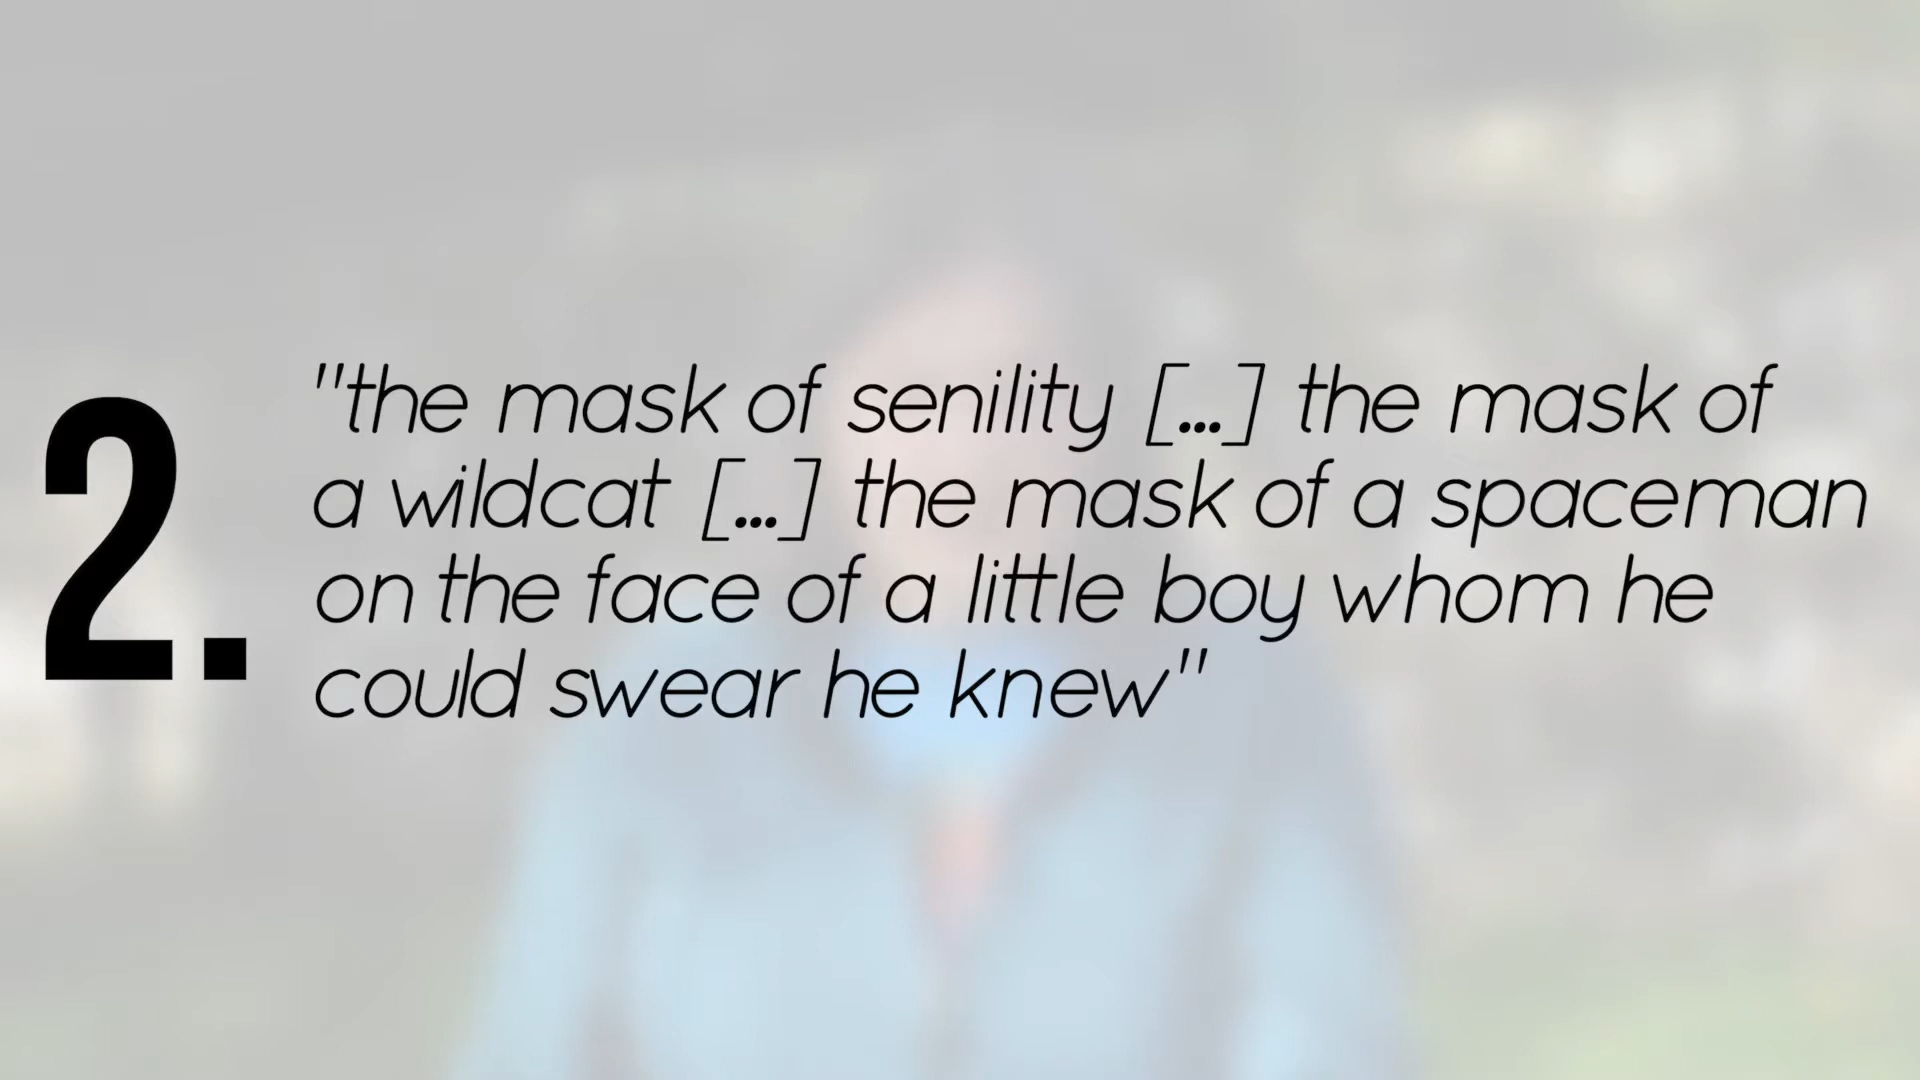 2.
"the mask of senility [...] the mask of
a wildcat [...] the mask of a spaceman
on the face of a little boy whom he
could swear he knew"